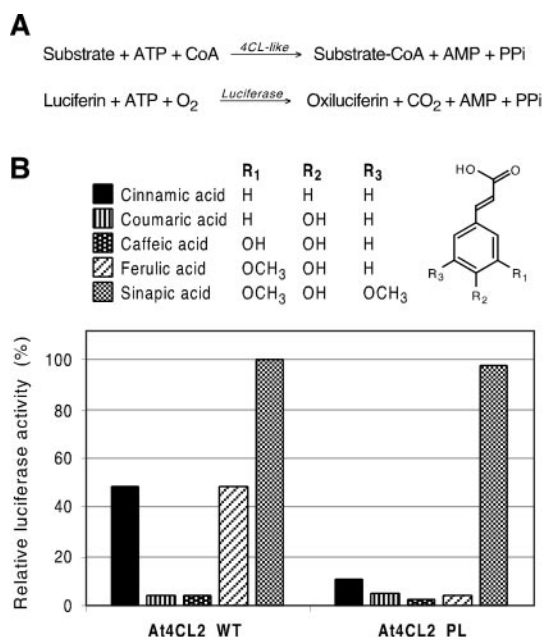 A
Substrate + ATP + CoA 4CL-like Substrate-CoA + AMP + PPi
Luciferin + ATP + O2 Luciferase Oxiluciferin + CO2 + AMP + PPi
B
R1 R2 R3
Cinnamic acid H H H
Coumaric acid H OH H
Caffeic acid OH OH H
Ferulic acid OCH3 OH H
Sinapic acid OCH3 OH OCH3
HO O
R3 R1
R2
Relative luciferase activity (%)
100
80
60
40
20
0
At4CL2 WT At4CL2 PL